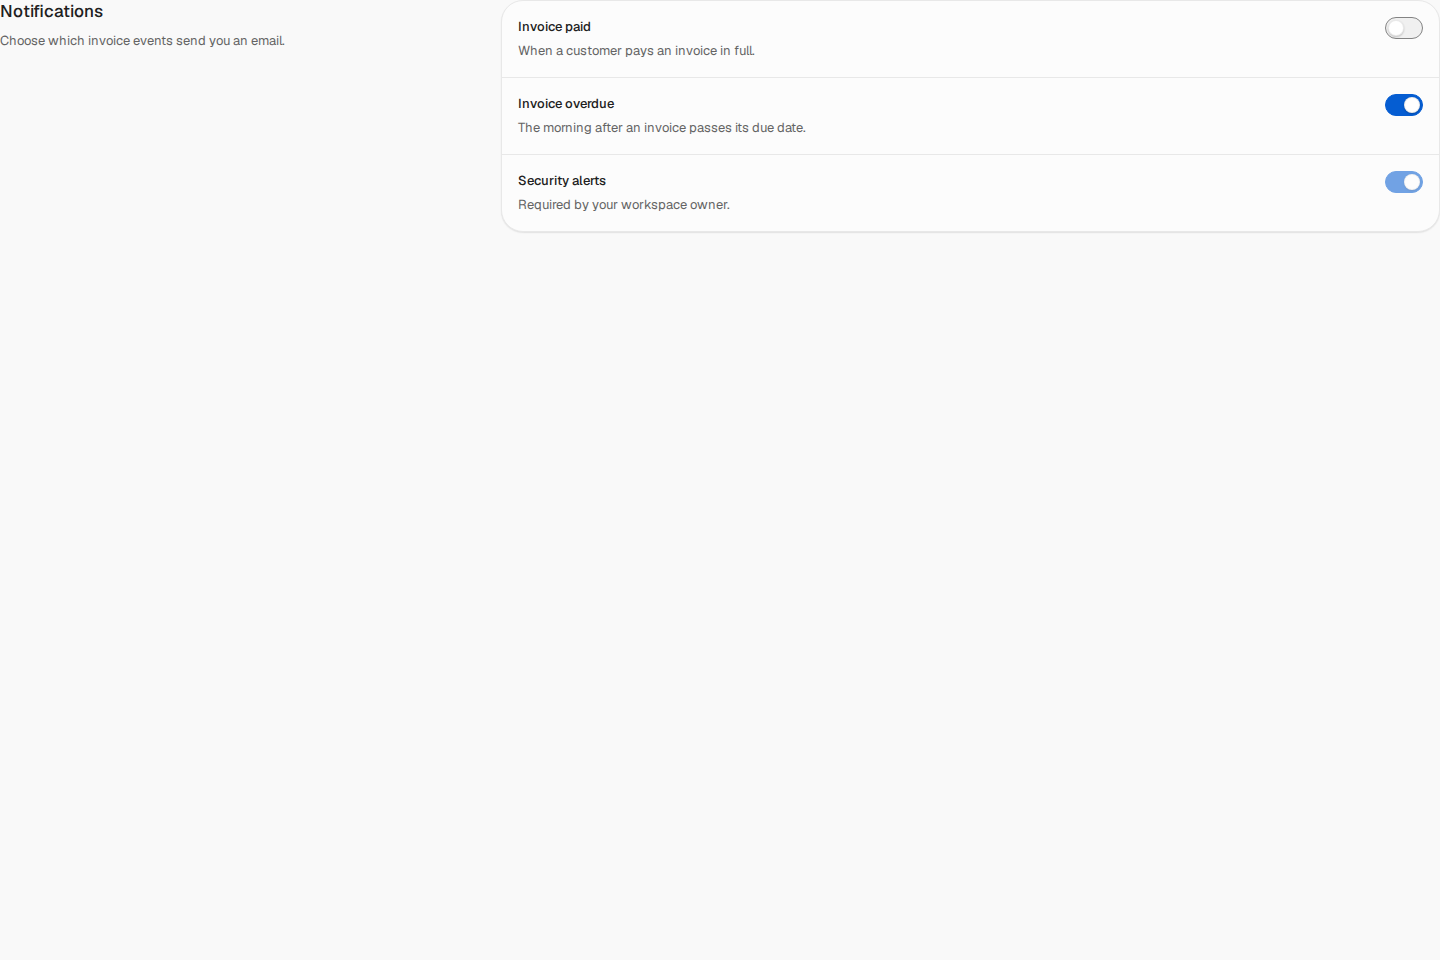 Notifications
Choose which invoice events send you an email.
Invoice paid
When a customer pays an invoice in full.
Invoice overdue
The morning after an invoice passes its due date.
Security alerts
Required by your workspace owner.